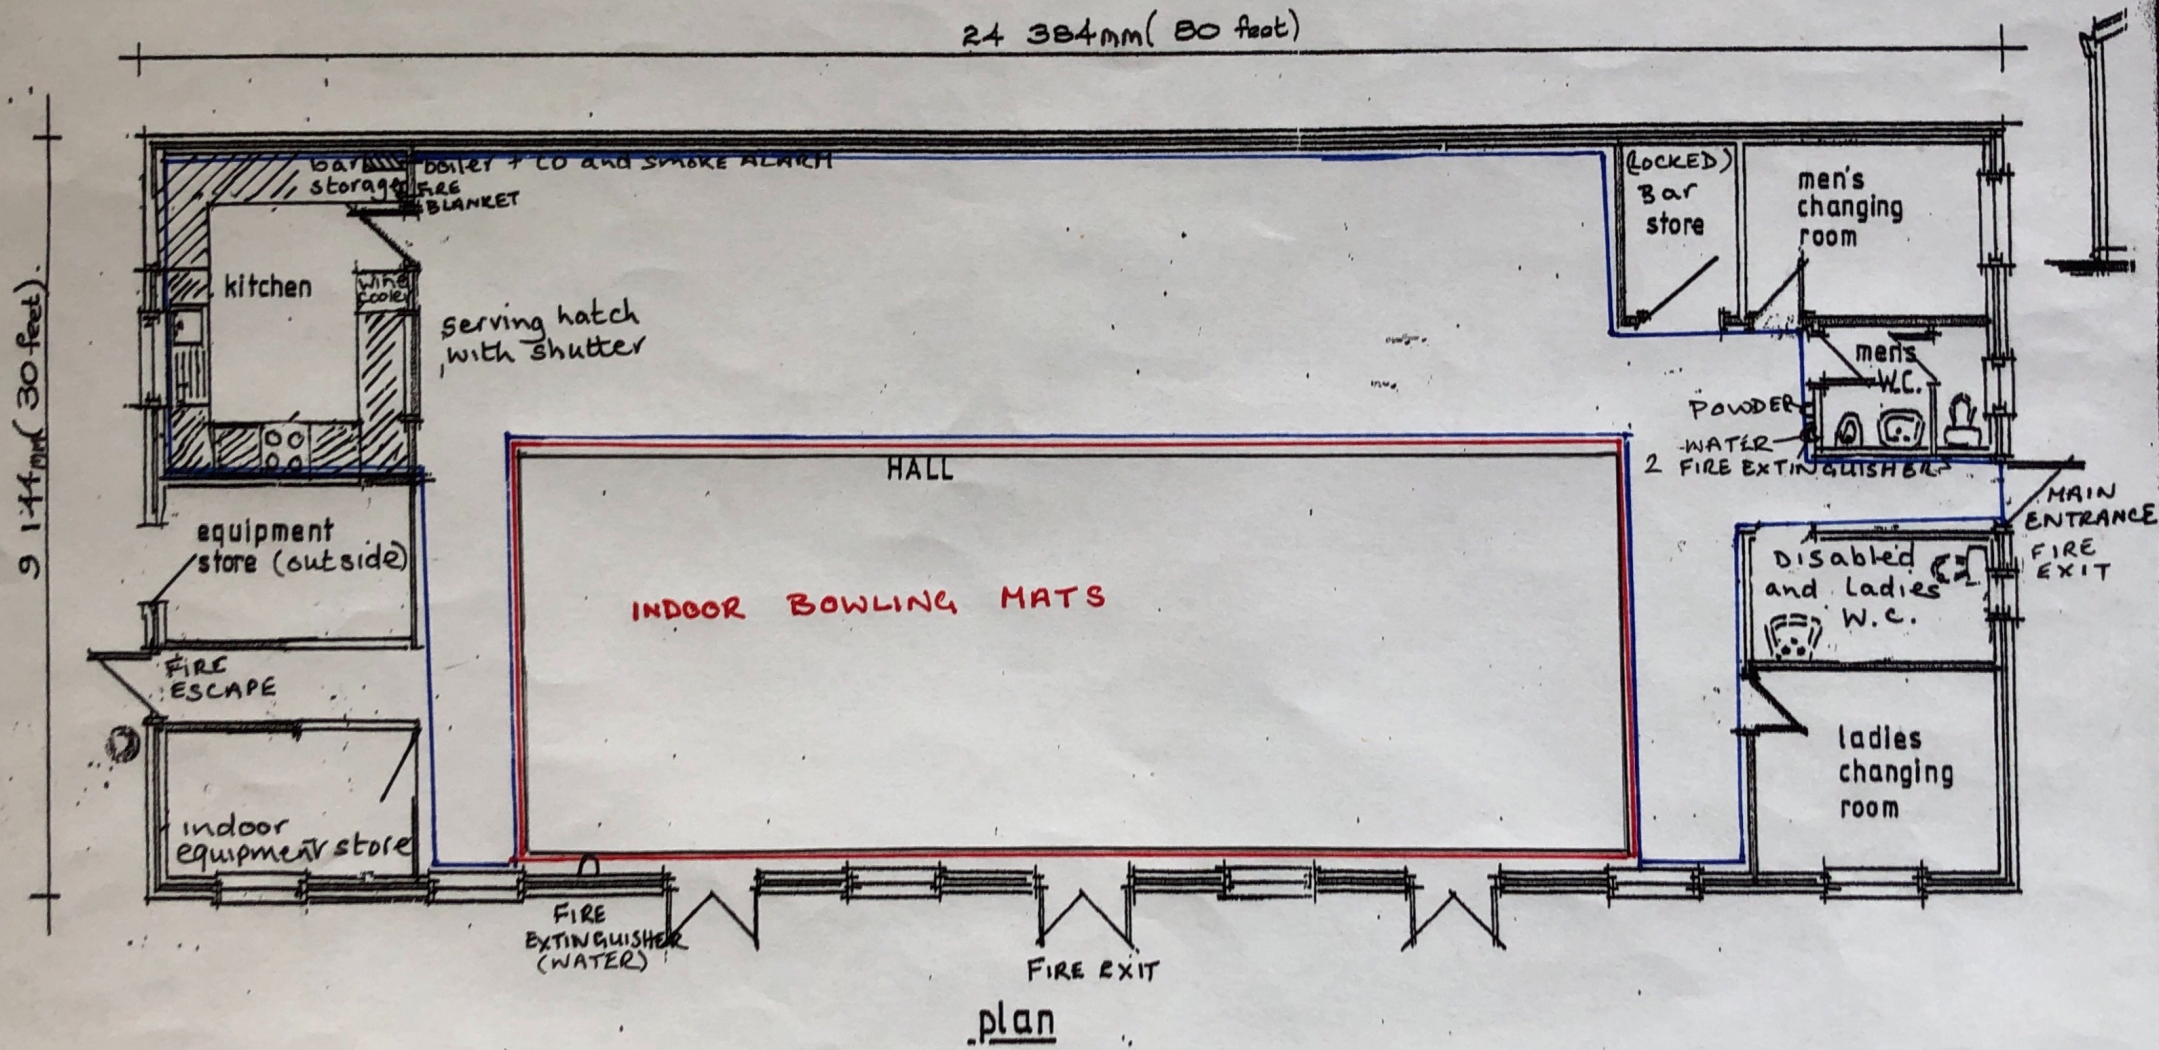 24 384mm ( 80 feet)
9 144mm ( 30 feet).
bar
storage
boiler + CO and SMOKE ALARM
FIRE
BLANKET
(LOCKED)
Bar
store
men's
changing
room
kitchen
wine
cooler
serving hatch
with shutter
men's
W.C.
POWDER
WATER
2 FIRE EXTINGUISHERS
HALL
MAIN
ENTRANCE
FIRE
EXIT
equipment
store (outside)
Disabled
and Ladies
W.C.
INDOOR BOWLING MATS
FIRE
ESCAPE
ladies
changing
room
indoor
equipment store
FIRE
EXTINGUISHER
(WATER)
FIRE EXIT
plan